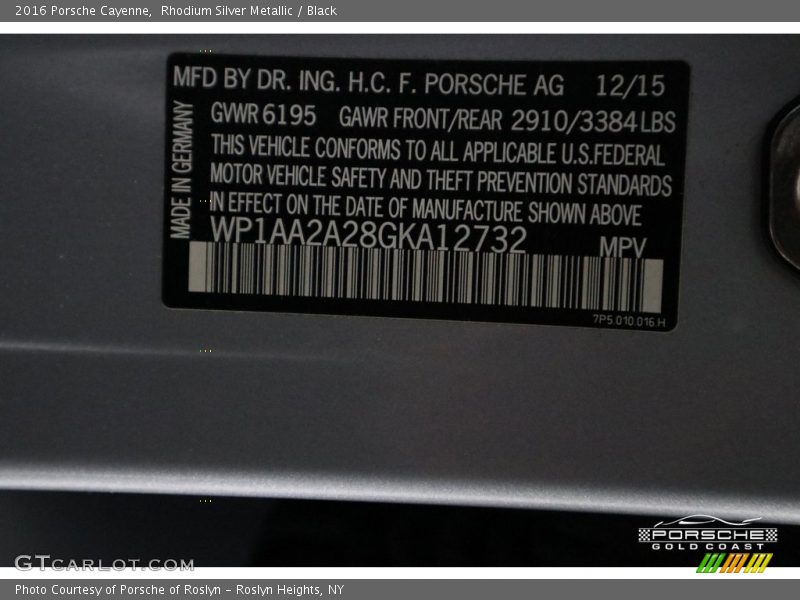 2016 Porsche Cayenne, Rhodium Silver Metallic / Black
MFD BY DR. ING. H.C. F. PORSCHE AG 12/15
GVWR 6195 GAWR FRONT/REAR 2910/3384 LBS
THIS VEHICLE CONFORMS TO ALL APPLICABLE U.S.FEDERAL
MOTOR VEHICLE SAFETY AND THEFT PREVENTION STANDARDS
IN EFFECT ON THE DATE OF MANUFACTURE SHOWN ABOVE
WP1AA2A28GKA12732 MPV
MADE IN GERMANY
7P5.010.016.H
PORSCHE
GOLD COAST
GTCARLOT.COM
Photo Courtesy of Porsche of Roslyn – Roslyn Heights, NY